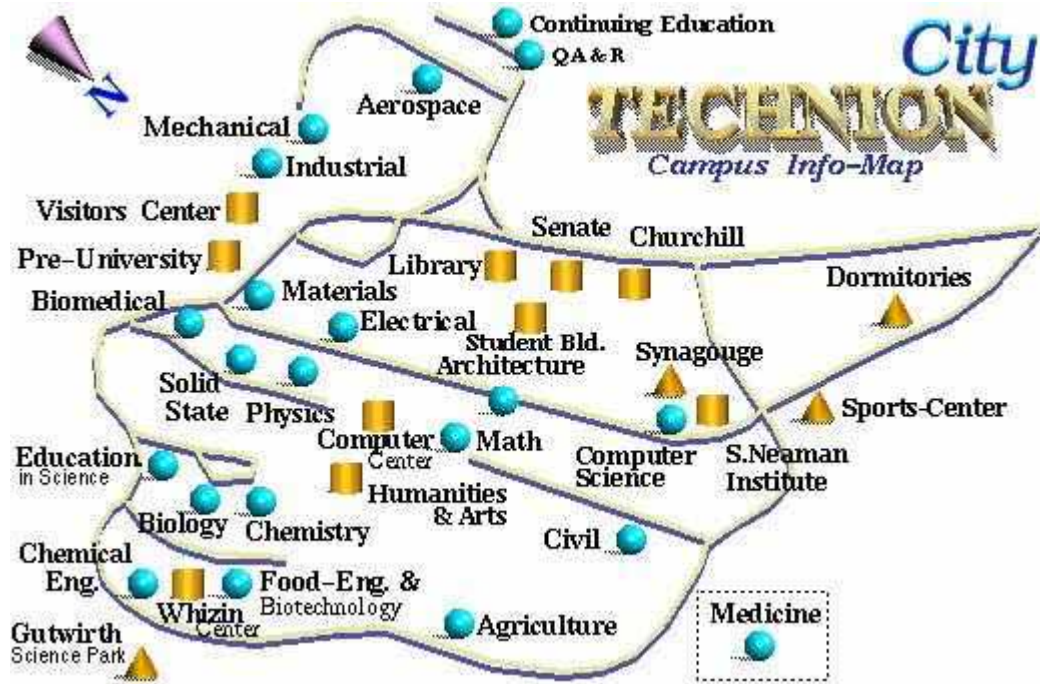 Continuing Education
City
QA & R
N
Aerospace
TECHNION
Mechanical
Campus Info-Map
Industrial
Visitors Center
Senate
Churchill
Pre-University
Library
Dormitories
Biomedical
Materials
Electrical
Student Bld.
Synagouge
Architecture
Solid
State
Physics
Sports-Center
Computer
Center
Math
Education
in Science
Computer
Science
S.Neaman
Institute
Humanities
& Arts
Biology
Chemistry
Civil
Chemical
Eng.
Food-Eng. &
Biotechnology
Whizin
Center
Medicine
Agriculture
Gutwirth
Science Park